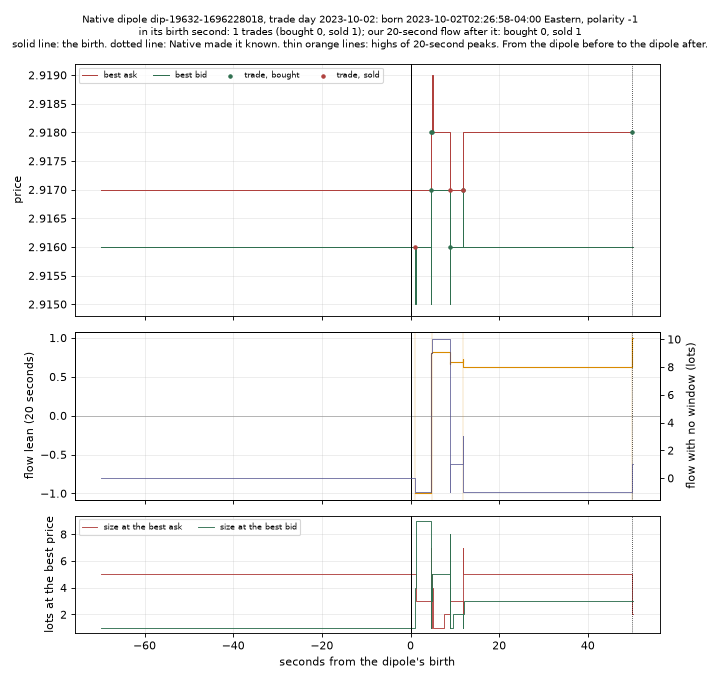 Native dipole dip-19632-1696228018, trade day 2023-10-02: born 2023-10-02T02:26:58-04:00 Eastern, polarity -1
in its birth second: 1 trades (bought 0, sold 1); our 20-second flow after it: bought 0, sold 1
solid line: the birth. dotted line: Native made it known. thin orange lines: highs of 20-second peaks. From the dipole before to the dipole after.
best ask
best bid
trade, bought
trade, sold
price
2.9190
2.9185
2.9180
2.9175
2.9170
2.9165
2.9160
2.9155
2.9150
flow lean (20 seconds)
1.0
0.5
0.0
−0.5
−1.0
flow with no window (lots)
10
8
6
4
2
0
size at the best ask
size at the best bid
lots at the best price
8
6
4
2
−60
−40
−20
0
20
40
seconds from the dipole's birth